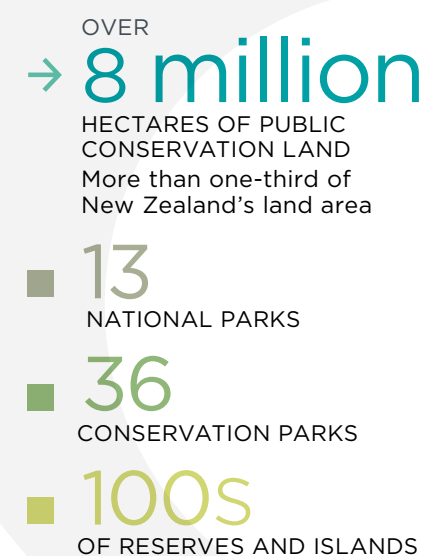 OVER
8 million
HECTARES OF PUBLIC
CONSERVATION LAND
More than one-third of
New Zealand’s land area
13
NATIONAL PARKS
36
CONSERVATION PARKS
100s
OF RESERVES AND ISLANDS